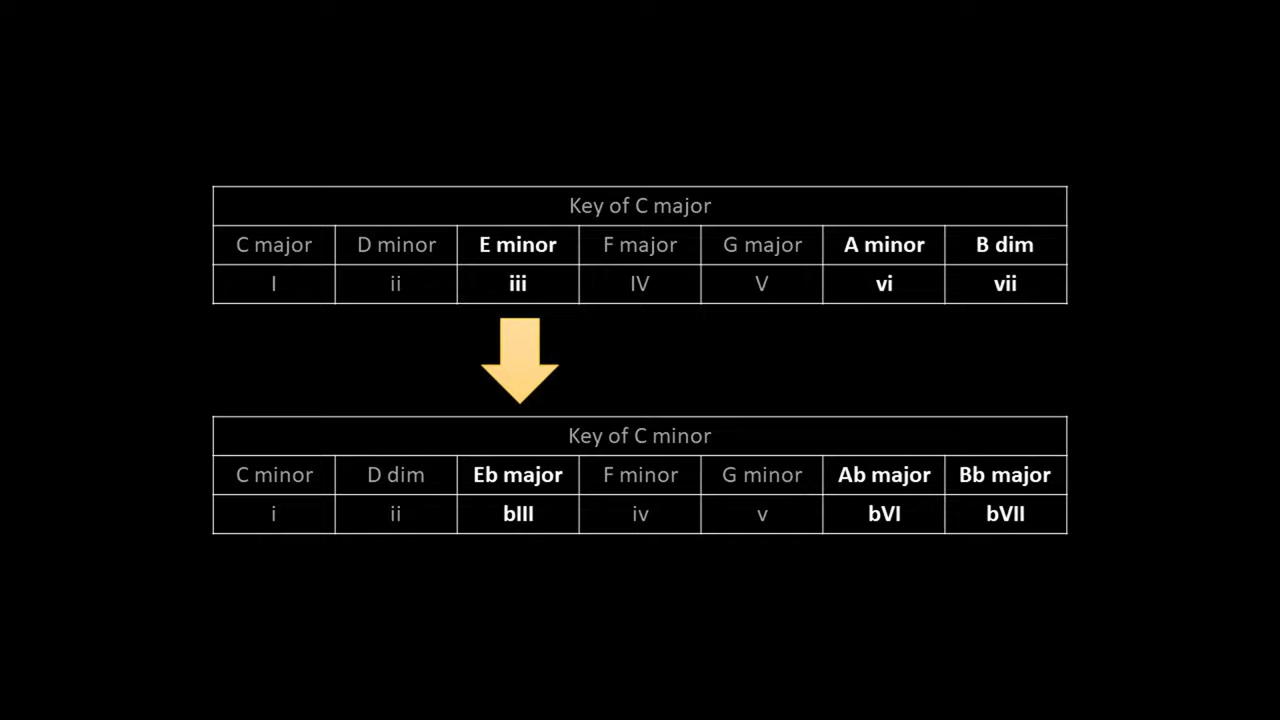 Key of C major
C major D minor E minor F major G major A minor B dim
I ii iii IV V vi vii
Key of C minor
C minor D dim Eb major F minor G minor Ab major Bb major
i ii bIII iv v bVI bVII